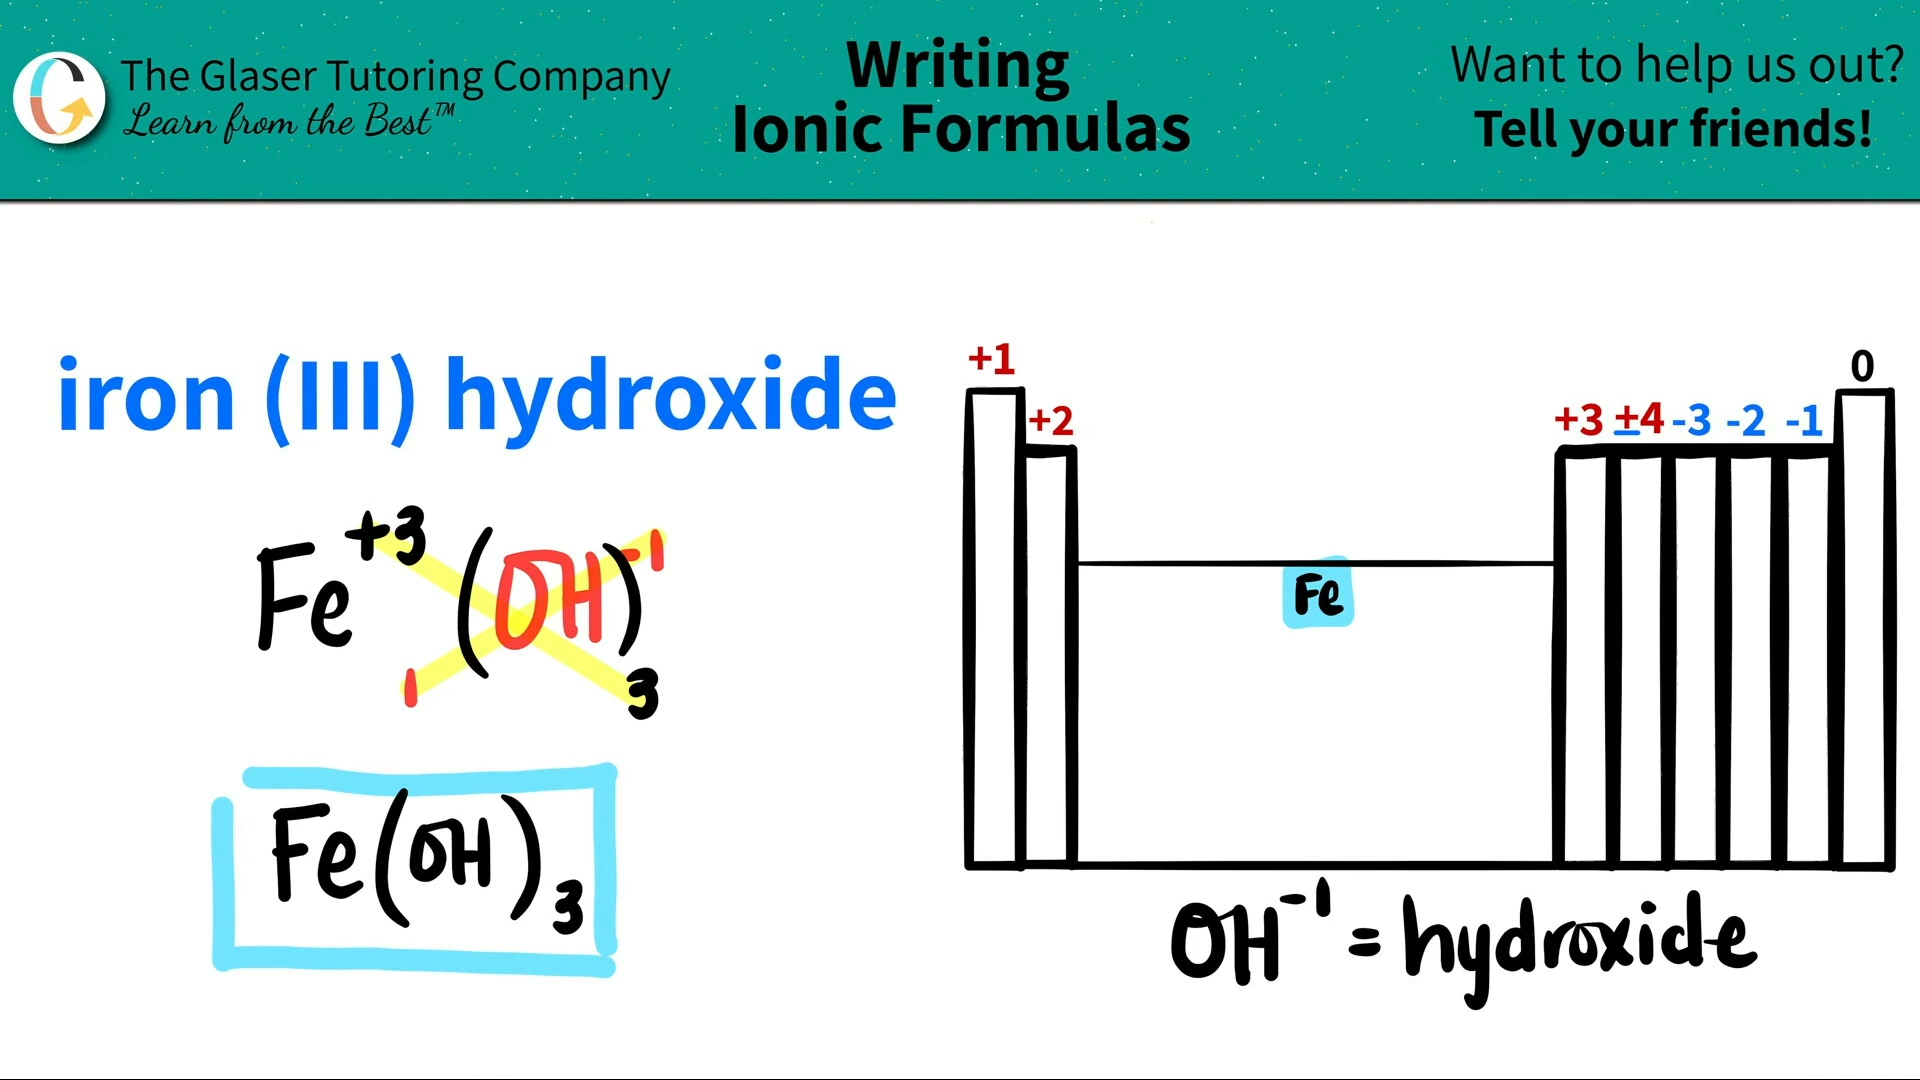 The Glaser Tutoring Company
Learn from the Best™
Writing
Ionic Formulas
Want to help us out?
Tell your friends!
iron (III) hydroxide
Fe⁺³ (OH)⁻¹
1 3
Fe(OH)₃
+1
0
+2
+3 ±4 -3 -2 -1
Fe
OH⁻¹ = hydroxide